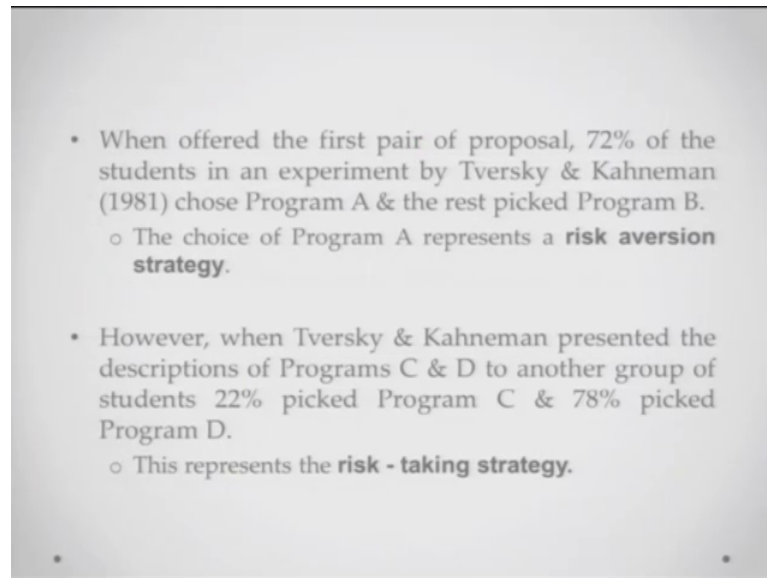 • When offered the first pair of proposal, 72% of the
students in an experiment by Tversky & Kahneman
(1981) chose Program A & the rest picked Program B.
o The choice of Program A represents a risk aversion
strategy.
• However, when Tversky & Kahneman presented the
descriptions of Programs C & D to another group of
students 22% picked Program C & 78% picked
Program D.
o This represents the risk - taking strategy.